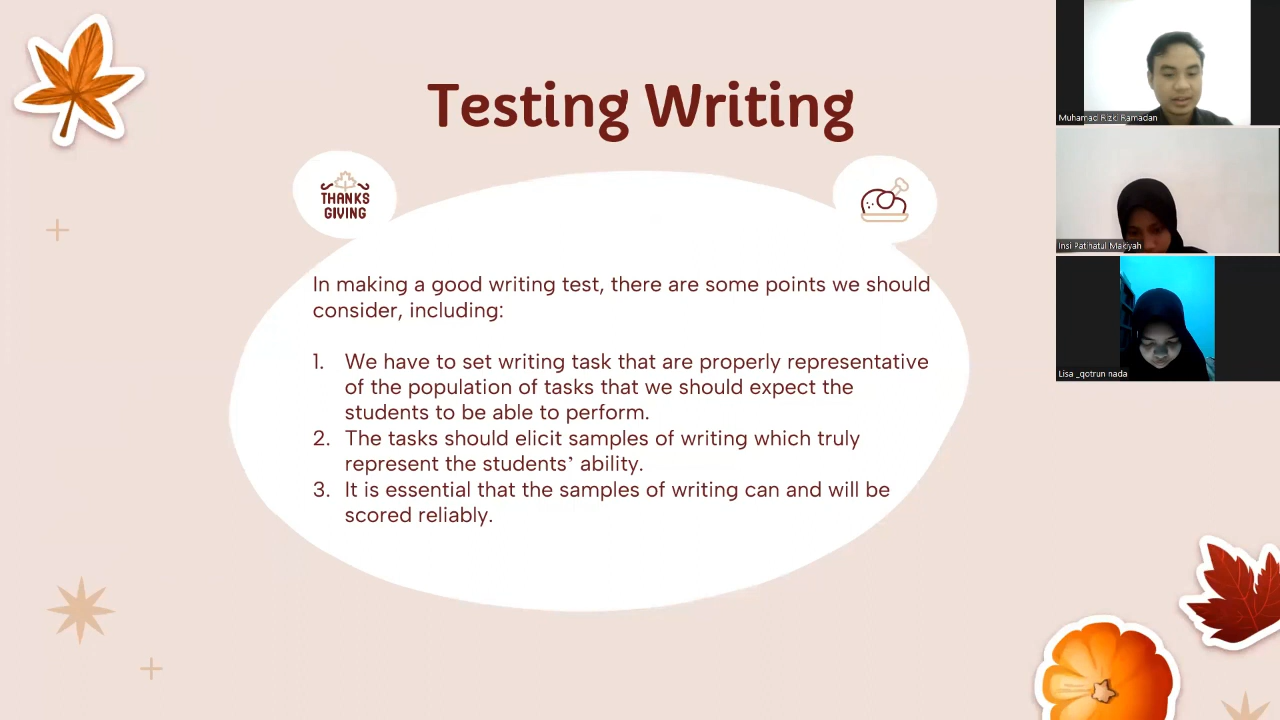 Testing Writing
THANKS
GIVING
In making a good writing test, there are some points we should
consider, including:
1. We have to set writing task that are properly representative
of the population of tasks that we should expect the
students to be able to perform.
2. The tasks should elicit samples of writing which truly
represent the students’ ability.
3. It is essential that the samples of writing can and will be
scored reliably.
Muhamad Rizki Ramadan
Insi Patihatul Makiyah
Lisa _qotrun nada